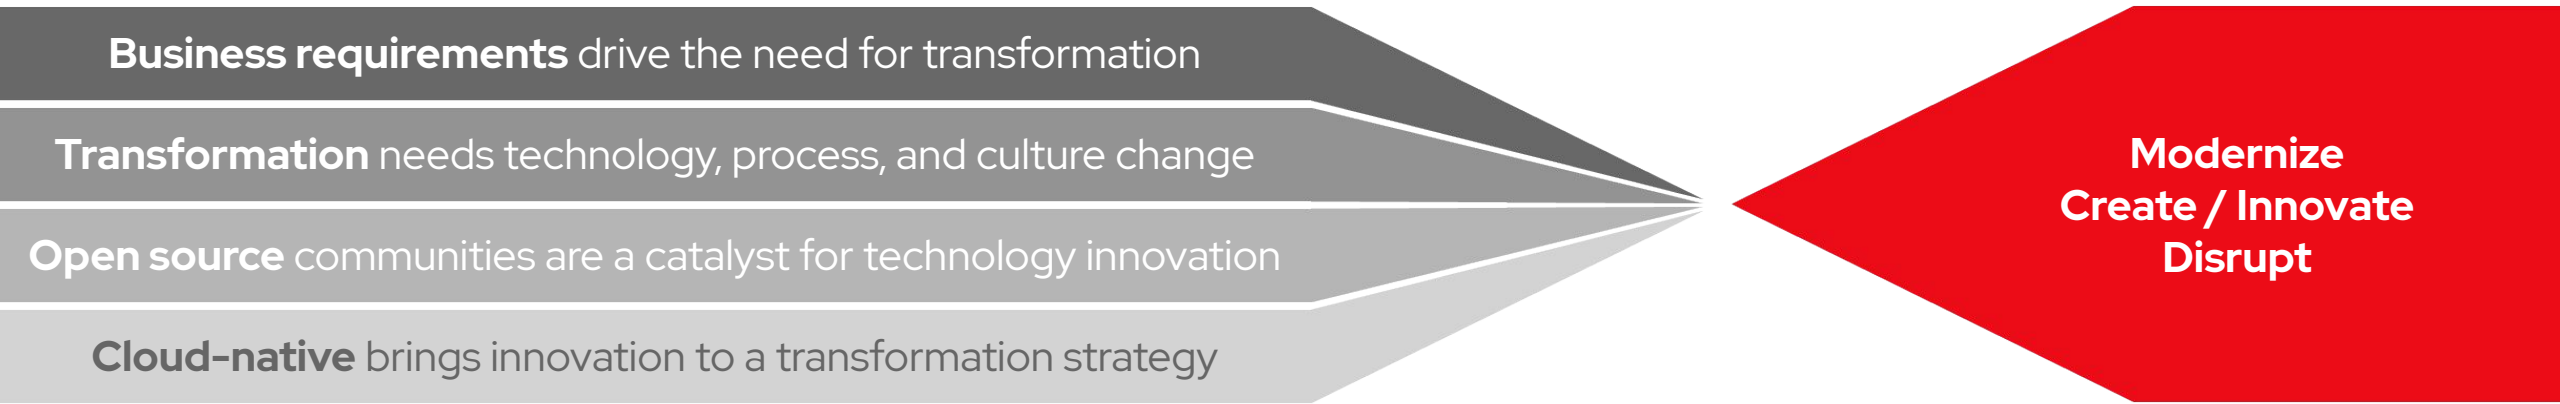 Business requirements drive the need for transformation
Transformation needs technology, process, and culture change
Open source communities are a catalyst for technology innovation
Cloud-native brings innovation to a transformation strategy
Modernize
Create / Innovate
Disrupt